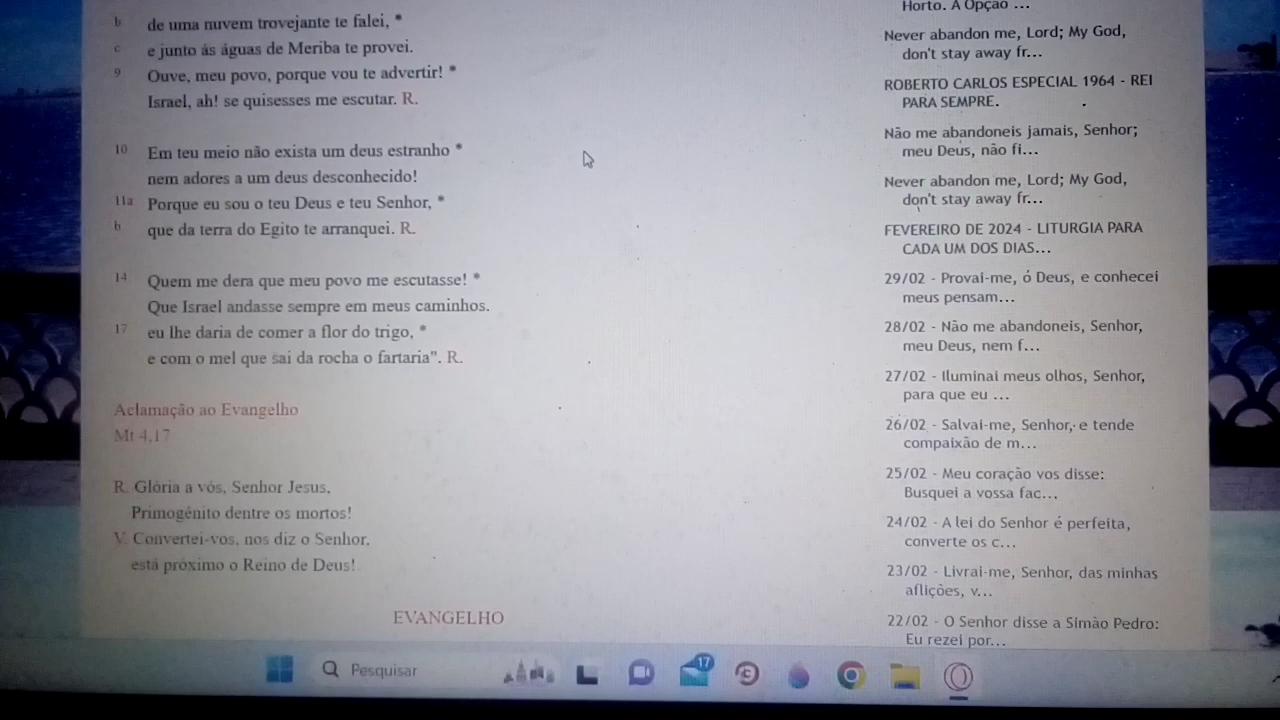 b de uma nuvem trovejante te falei, *
c e junto ás águas de Meriba te provei.
9 Ouve, meu povo, porque vou te advertir! *
Israel, ah! se quisesses me escutar. R.
10 Em teu meio não exista um deus estranho *
nem adores a um deus desconhecido!
11a Porque eu sou o teu Deus e teu Senhor, *
b que da terra do Egito te arranquei. R.
14 Quem me dera que meu povo me escutasse! *
Que Israel andasse sempre em meus caminhos.
17 eu lhe daria de comer a flor do trigo, *
e com o mel que sai da rocha o fartaria". R.
Aclamação ao Evangelho
Mt 4,17
R. Glória a vós, Senhor Jesus,
Primogénito dentre os mortos!
V. Convertei-vos, nos diz o Senhor,
está próximo o Reino de Deus!
EVANGELHO
Horto. A Opção ...
Never abandon me, Lord; My God,
don't stay away fr...
ROBERTO CARLOS ESPECIAL 1964 - REI
PARA SEMPRE.
Não me abandoneis jamais, Senhor;
meu Deus, não fi...
Never abandon me, Lord; My God,
don't stay away fr...
FEVEREIRO DE 2024 - LITURGIA PARA
CADA UM DOS DIAS...
29/02 - Provai-me, ó Deus, e conhecei
meus pensam...
28/02 - Não me abandoneis, Senhor,
meu Deus, nem f...
27/02 - Iluminai meus olhos, Senhor,
para que eu ...
26/02 - Salvai-me, Senhor, e tende
compaixão de m...
25/02 - Meu coração vos disse:
Busquei a vossa fac...
24/02 - A lei do Senhor é perfeita,
converte os c...
23/02 - Livrai-me, Senhor, das minhas
aflições, v...
22/02 - O Senhor disse a Simão Pedro:
Eu rezei por...
Pesquisar
17